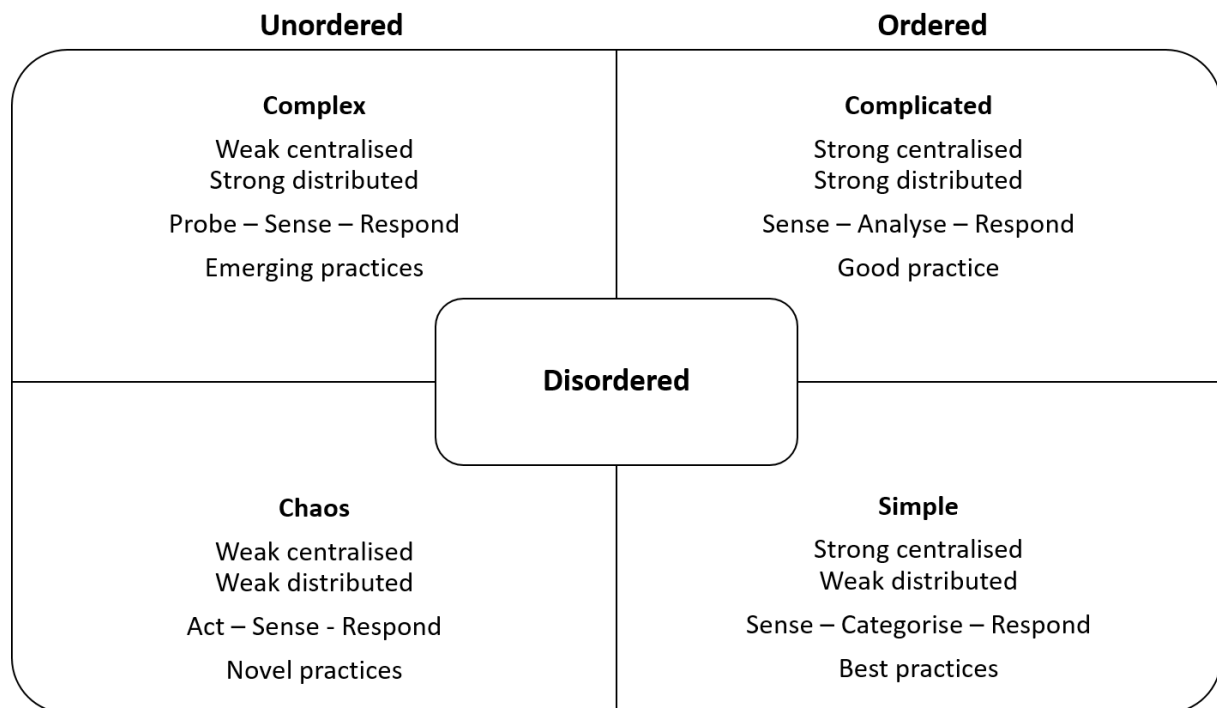 Unordered
Ordered
Complex
Weak centralised
Strong distributed
Probe – Sense – Respond
Emerging practices
Complicated
Strong centralised
Strong distributed
Sense – Analyse – Respond
Good practice
Disordered
Chaos
Weak centralised
Weak distributed
Act – Sense - Respond
Novel practices
Simple
Strong centralised
Weak distributed
Sense – Categorise – Respond
Best practices